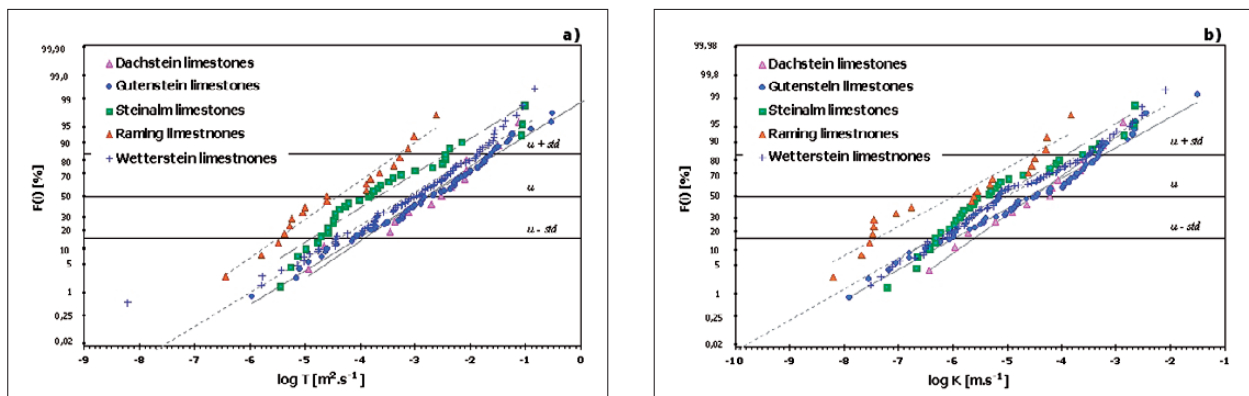 a)
99,90
99,0
99
95
90
80
70
50
30
20
10
5
1
0,25
0,02
F(i) [%]
Dachstein limestones
Gutenstein limestones
Steinalm limestones
Raming limestnones
Wetterstein limestnones
u + std
u
u - std
-9 -8 -7 -6 -5 -4 -3 -2 -1 0
log T [m².s⁻¹]
b)
99,98
99,8
99
95
90
80
70
50
30
20
10
5
1
0,25
0,02
F(i) [%]
Dachstein limestones
Gutenstein limestones
Steinalm limestones
Raming limestnones
Wetterstein limestnones
u + std
u
u - std
-10 -9 -8 -7 -6 -5 -4 -3 -2 -1
log K [m.s⁻¹]